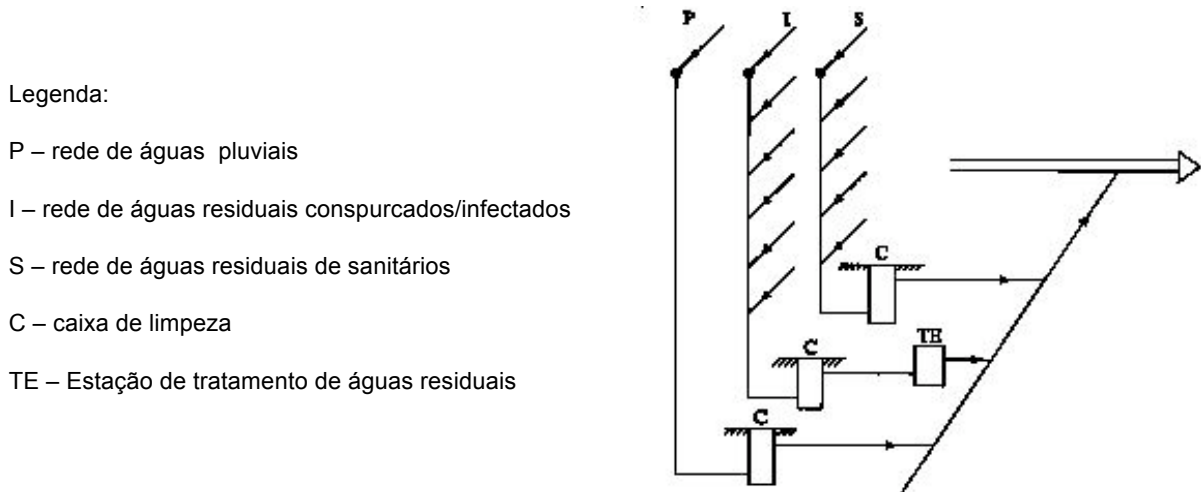 Legenda:
P – rede de águas pluviais
I – rede de águas residuais conspurcados/infectados
S – rede de águas residuais de sanitários
C – caixa de limpeza
TE – Estação de tratamento de águas residuais
P I S
C
TE
C
C